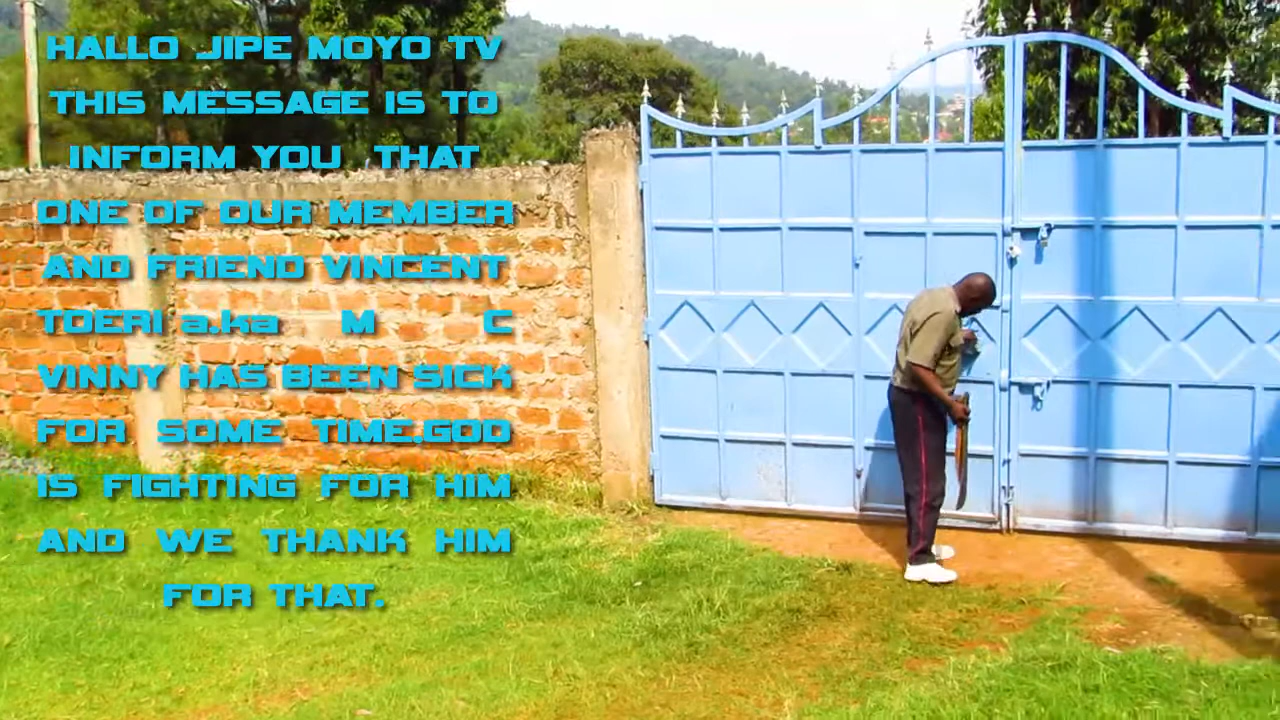 HALLO JIPE MOYO TV
THIS MESSAGE IS TO
INFORM YOU THAT
ONE OF OUR MEMBER
AND FRIEND VINCENT
TOERI a.ka M C
VINNY HAS BEEN SICK
FOR SOME TIME.GOD
IS FIGHTING FOR HIM
AND WE THANK HIM
FOR THAT.